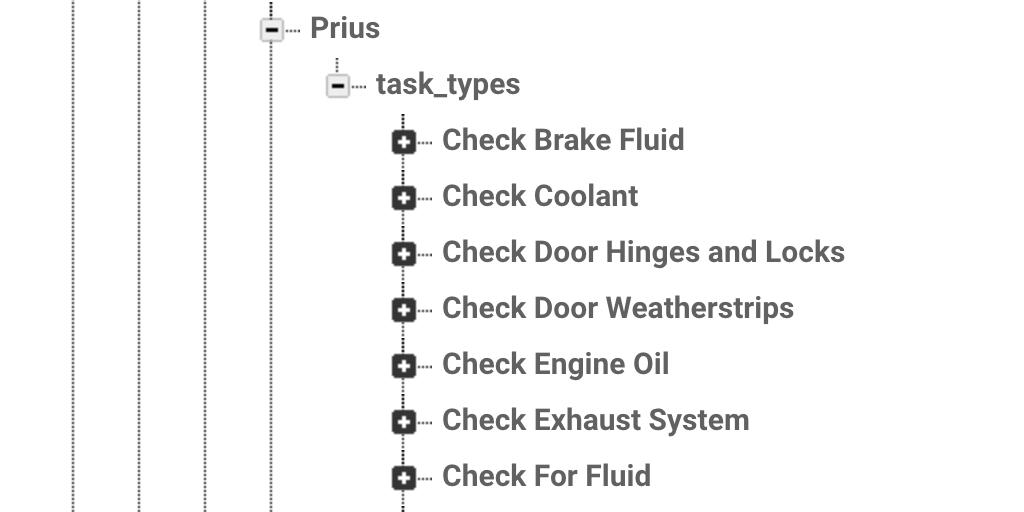 Prius
task_types
Check Brake Fluid
Check Coolant
Check Door Hinges and Locks
Check Door Weatherstrips
Check Engine Oil
Check Exhaust System
Check For Fluid